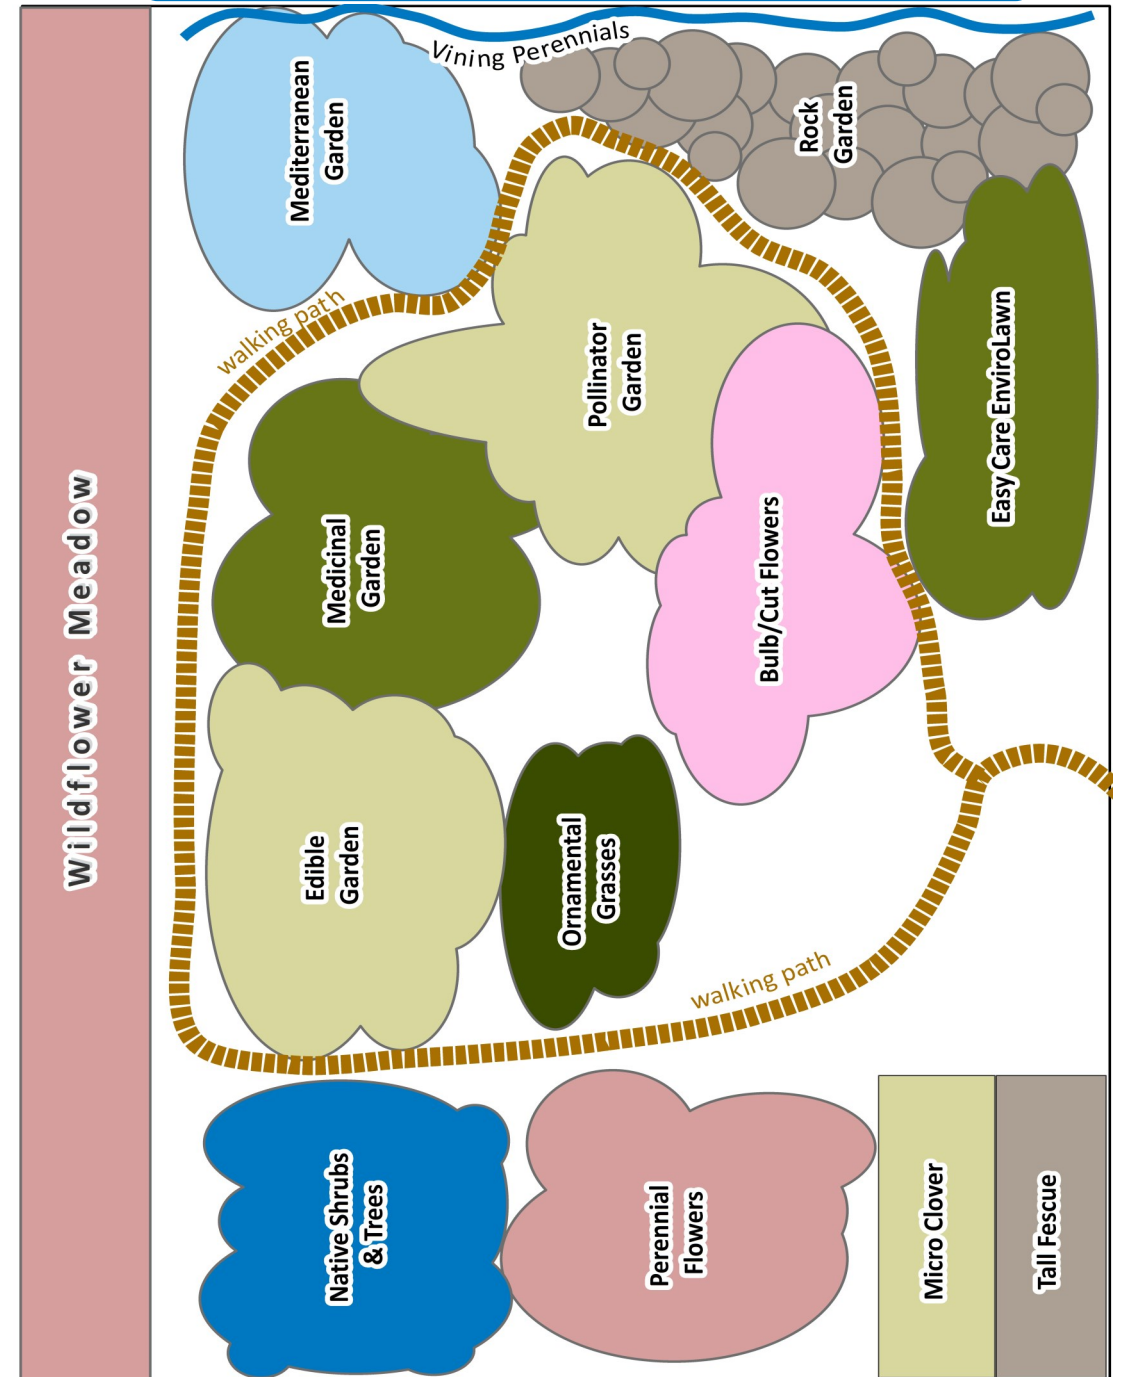 Vining Perennials
Mediterranean
Garden
Rock
Garden
walking path
Pollinator
Garden
Easy Care EnviroLawn
Medicinal
Garden
Bulb/Cut Flowers
Wildflower Meadow
Edible
Garden
Ornamental
Grasses
walking path
Native Shrubs
& Trees
Perennial
Flowers
Micro Clover
Tall Fescue